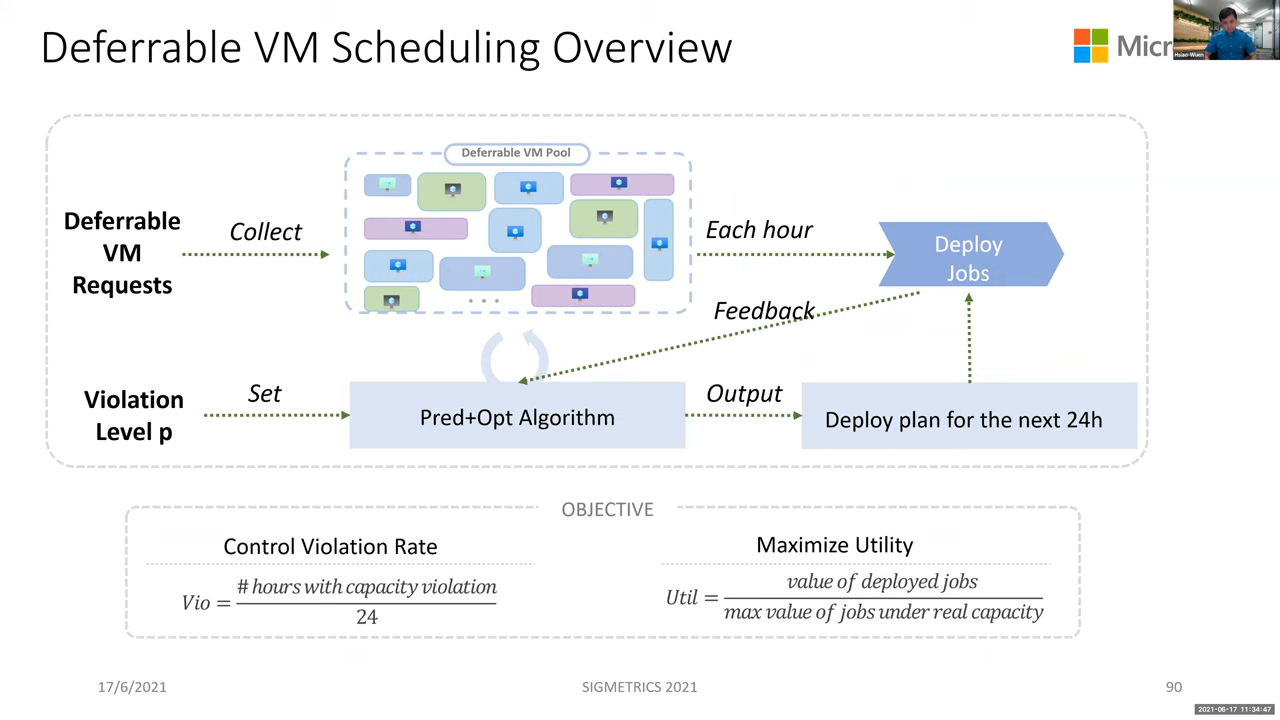 Deferrable VM Scheduling Overview
Micr
Hsiao-Wuen
Deferrable VM Pool
Deferrable
VM
Requests
Collect
Each hour
Deploy
Jobs
Feedback
Violation
Level p
Set
Pred+Opt Algorithm
Output
Deploy plan for the next 24h
OBJECTIVE
Control Violation Rate
Vio = # hours with capacity violation / 24
Maximize Utility
Util = value of deployed jobs / max value of jobs under real capacity
17/6/2021
SIGMETRICS 2021
90
2021-06-17 11:34:47